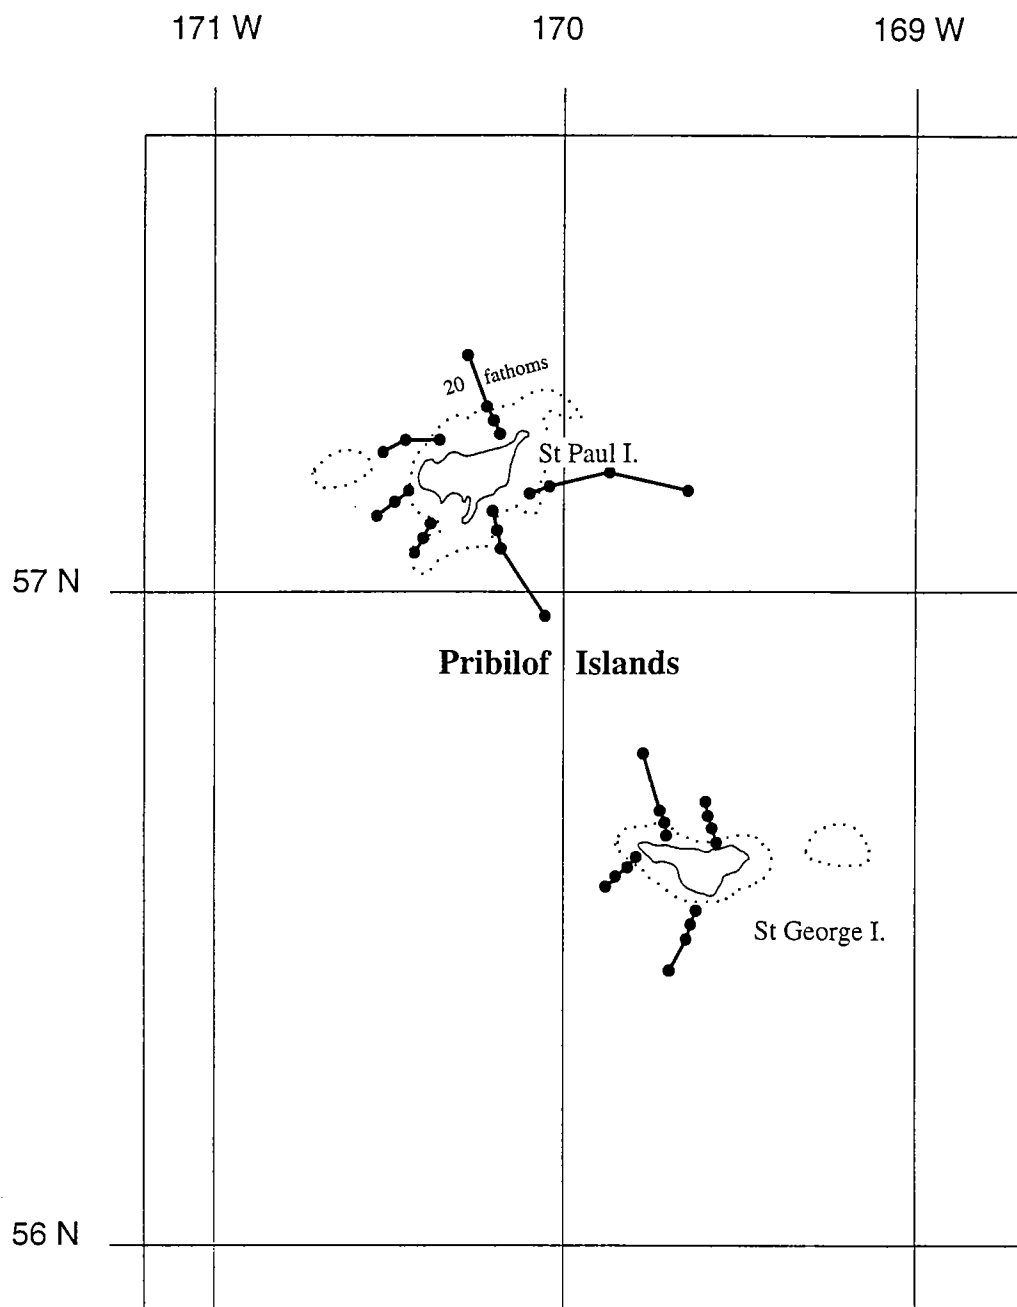 171 W 170 169 W
20 fathoms
St Paul I.
57 N
Pribilof Islands
St George I.
56 N